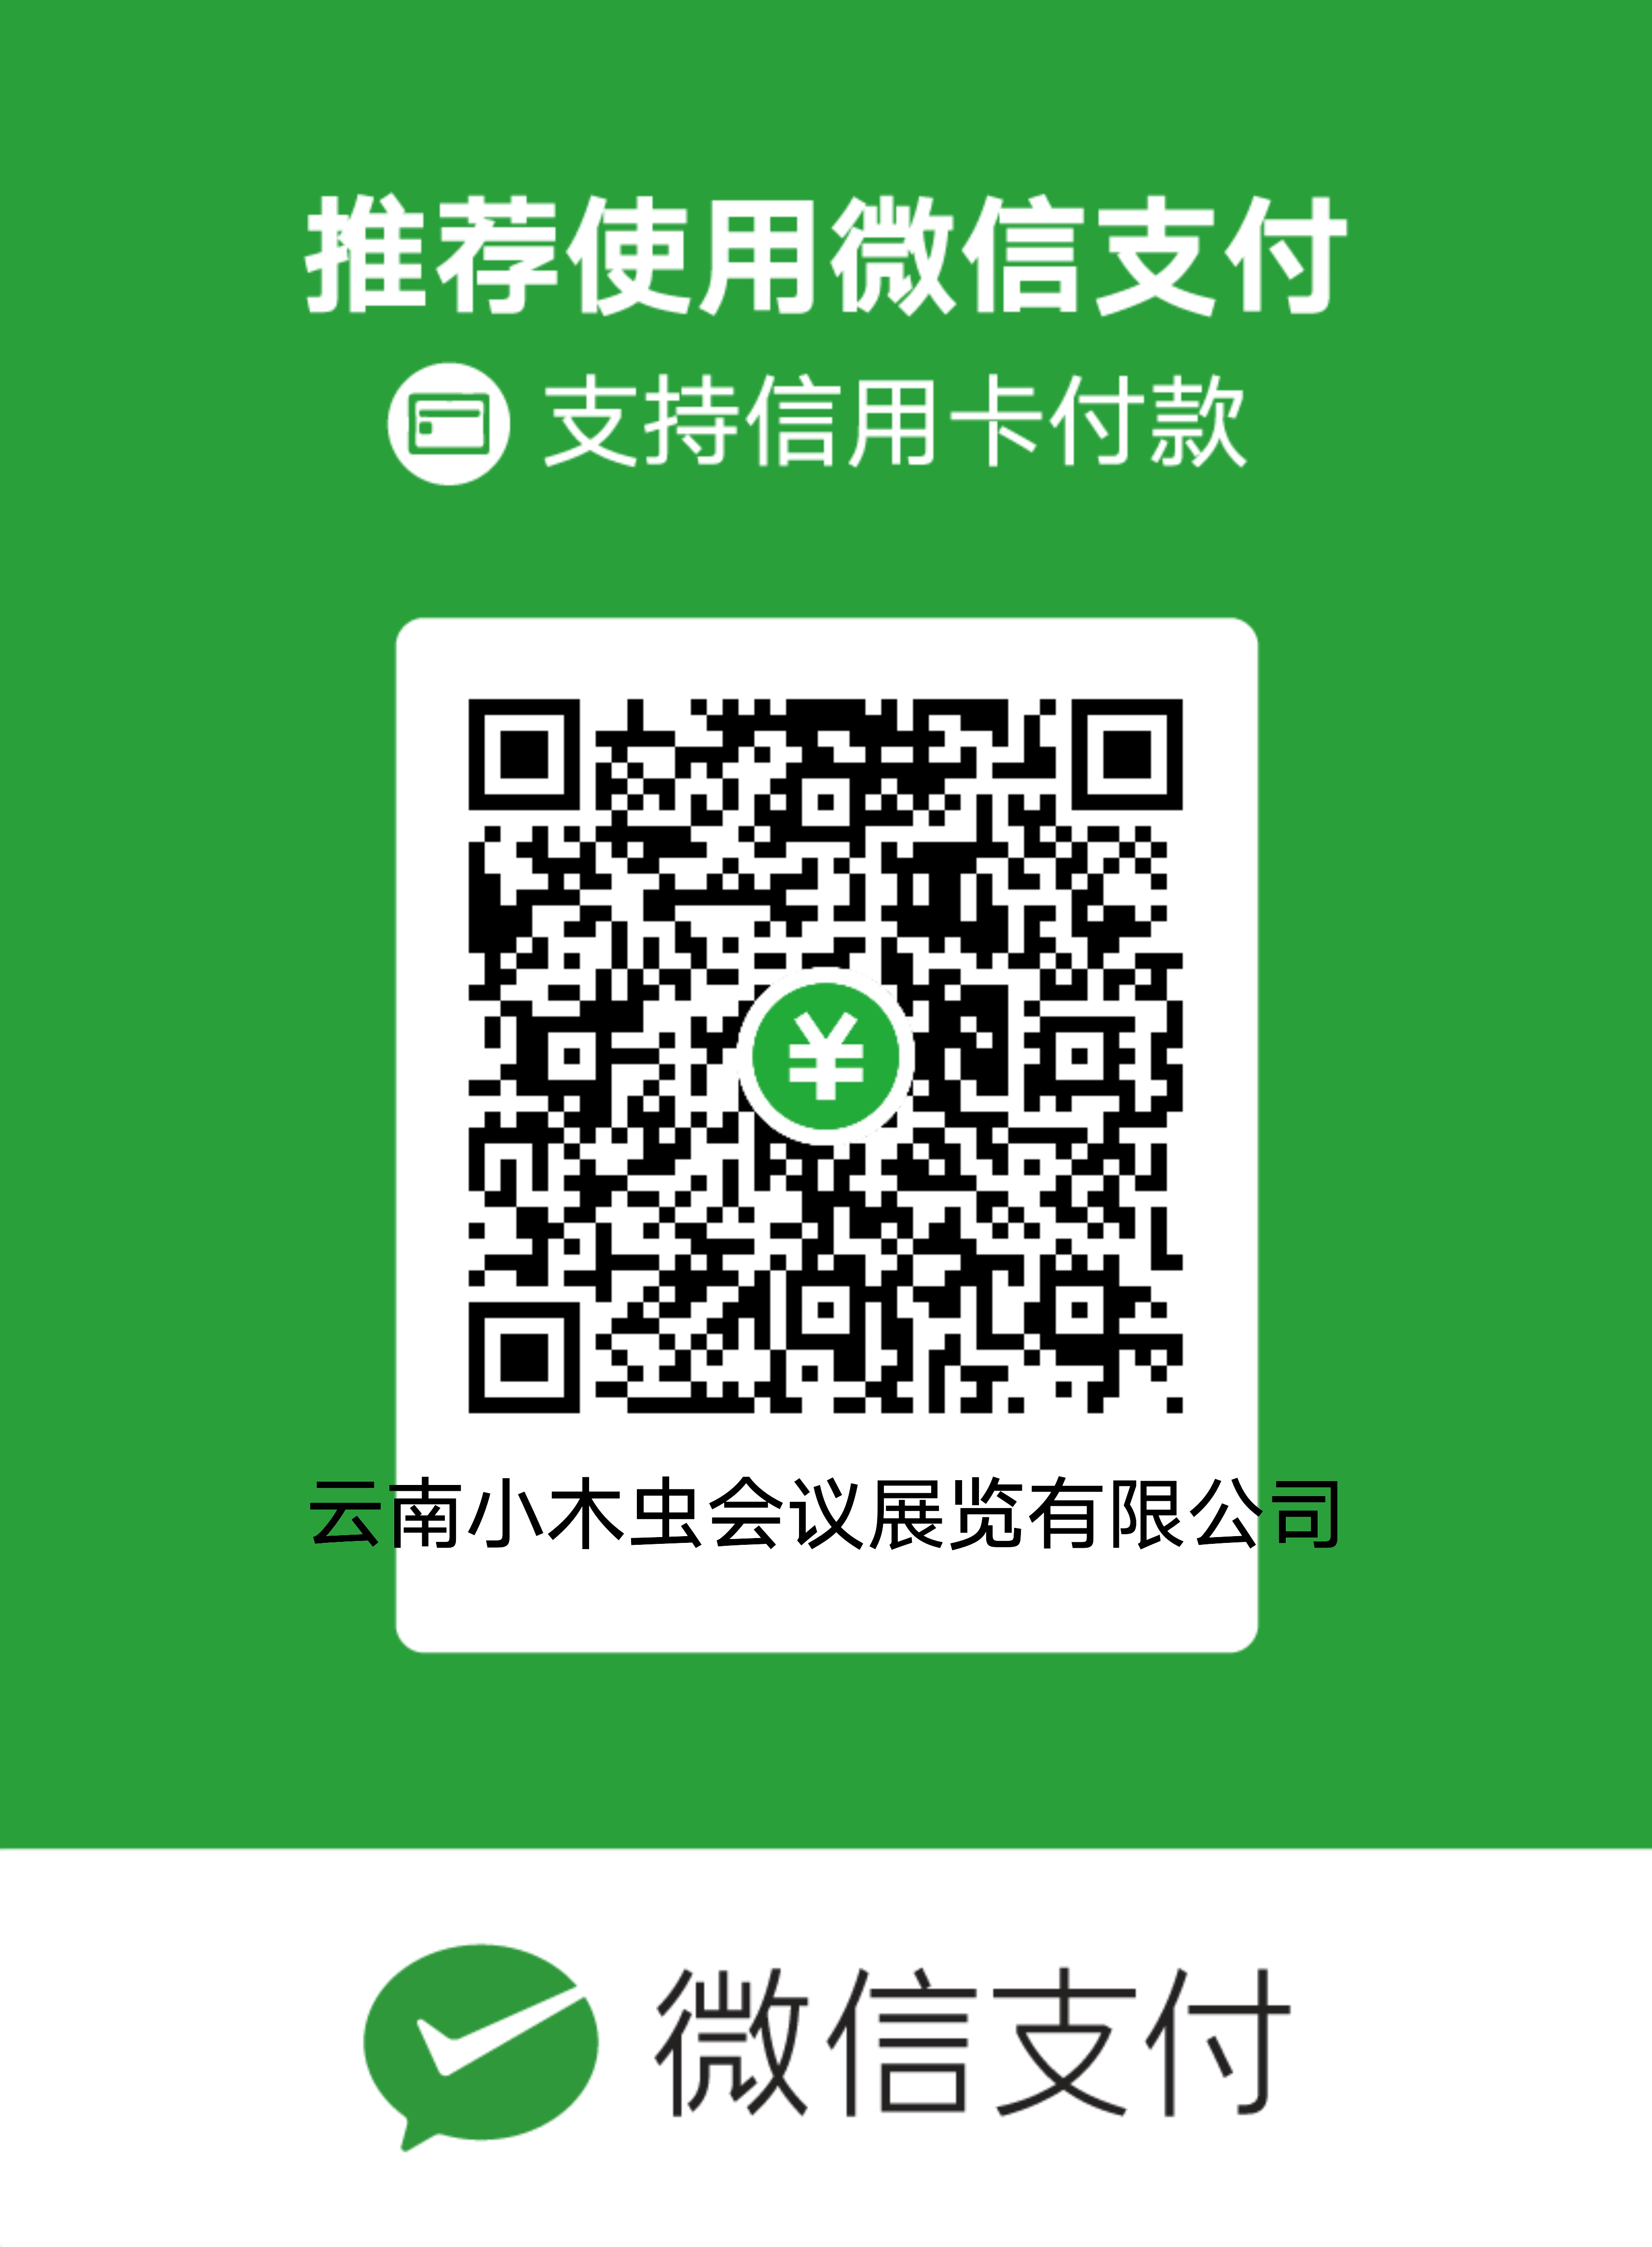 推荐使用微信支付
支持信用卡付款
¥
云南小木虫会议展览有限公司
微信支付